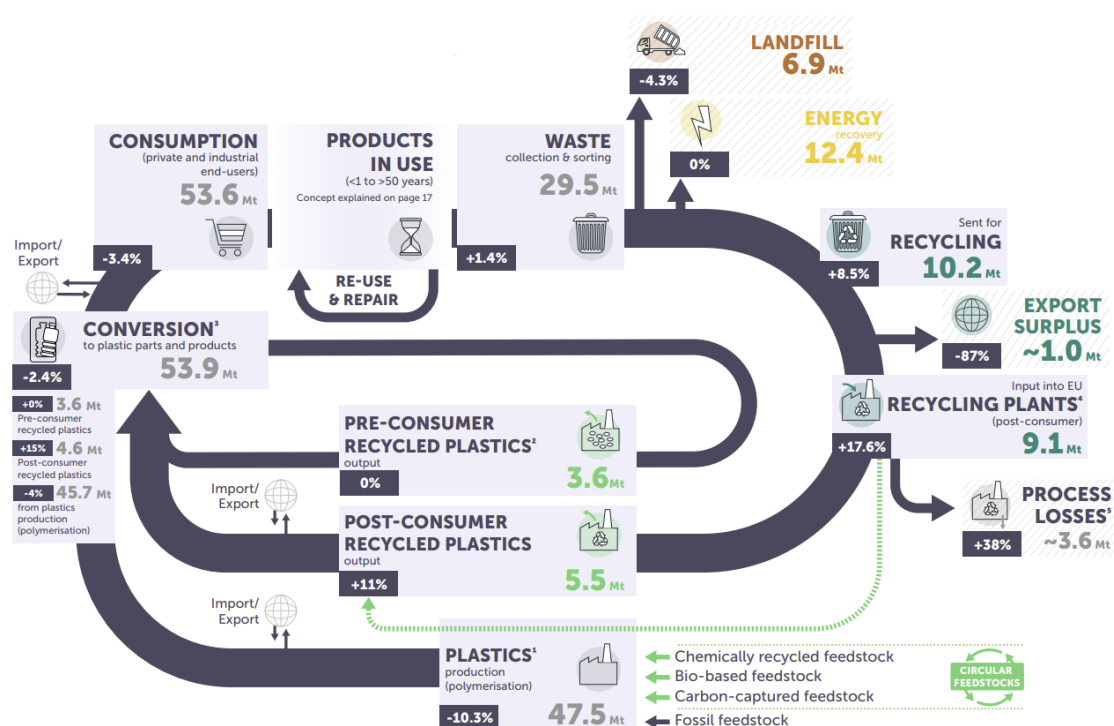 LANDFILL
6.9 Mt
-4.3%
ENERGY
recovery
12.4 Mt
0%
CONSUMPTION
(private and industrial
end-users)
53.6 Mt
-3.4%
PRODUCTS
IN USE
(<1 to >50 years)
Concept explained on page 17
RE-USE
& REPAIR
WASTE
collection & sorting
29.5 Mt
+1.4%
Sent for
RECYCLING
10.2 Mt
+8.5%
Import/
Export
EXPORT
SURPLUS
~1.0 Mt
-87%
CONVERSION³
to plastic parts and products
53.9 Mt
-2.4%
+0% 3.6 Mt
Pre-consumer
recycled plastics
+15% 4.6 Mt
Post-consumer
recycled plastics
-4% 45.7 Mt
from plastics
production
(polymerisation)
Input into EU
RECYCLING PLANTS⁴
(post-consumer)
9.1 Mt
+17.6%
PRE-CONSUMER
RECYCLED PLASTICS²
output
0%
3.6 Mt
Import/
Export
POST-CONSUMER
RECYCLED PLASTICS
output
+11%
5.5 Mt
PROCESS
LOSSES⁵
~3.6 Mt
+38%
Import/
Export
PLASTICS¹
production
(polymerisation)
-10.3%
47.5 Mt
Chemically recycled feedstock
Bio-based feedstock
Carbon-captured feedstock
CIRCULAR
FEEDSTOCKS
Fossil feedstock